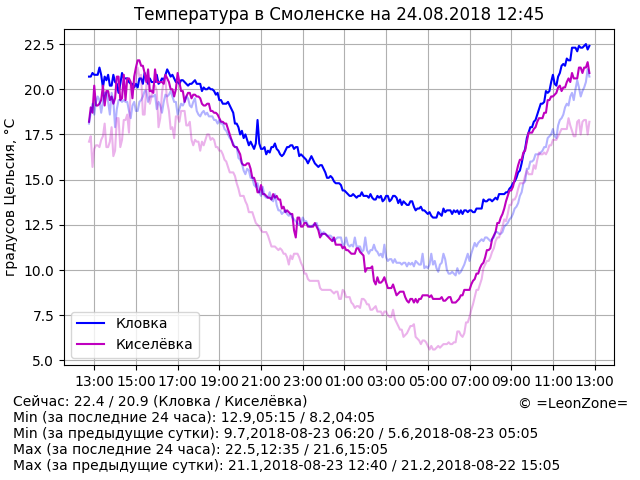 Температура в Смоленске на 24.08.2018 12:45
градусов Цельсия, °C
22.5
20.0
17.5
15.0
12.5
10.0
7.5
5.0
Кловка
Киселёвка
13:00 15:00 17:00 19:00 21:00 23:00 01:00 03:00 05:00 07:00 09:00 11:00 13:00
© =LeonZone=
Сейчас: 22.4 / 20.9 (Кловка / Киселёвка)
Min (за последние 24 часа): 12.9,05:15 / 8.2,04:05
Min (за предыдущие сутки): 9.7,2018-08-23 06:20 / 5.6,2018-08-23 05:05
Max (за последние 24 часа): 22.5,12:35 / 21.6,15:05
Max (за предыдущие сутки): 21.1,2018-08-23 12:40 / 21.2,2018-08-22 15:05